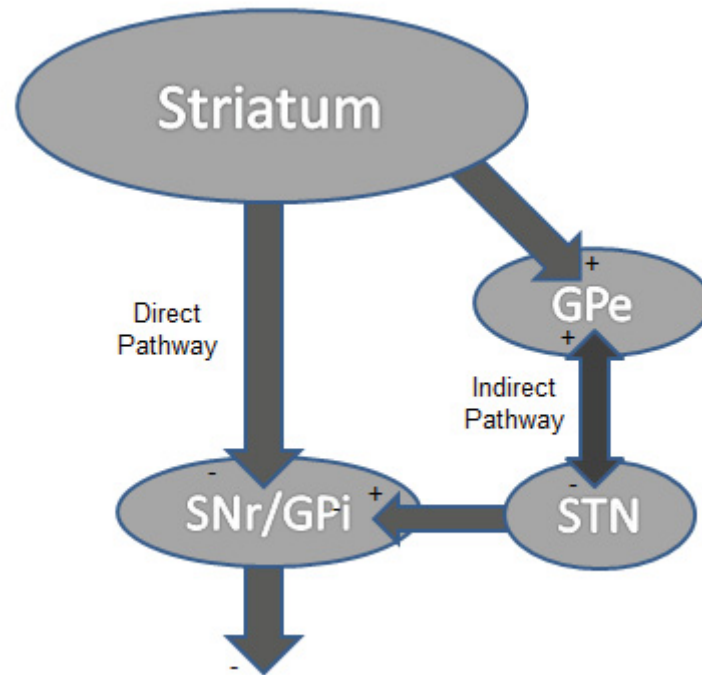 Striatum
+
GPe
+
Direct
Pathway
Indirect
Pathway
-
-
+
SNr/GPi
-
STN
-